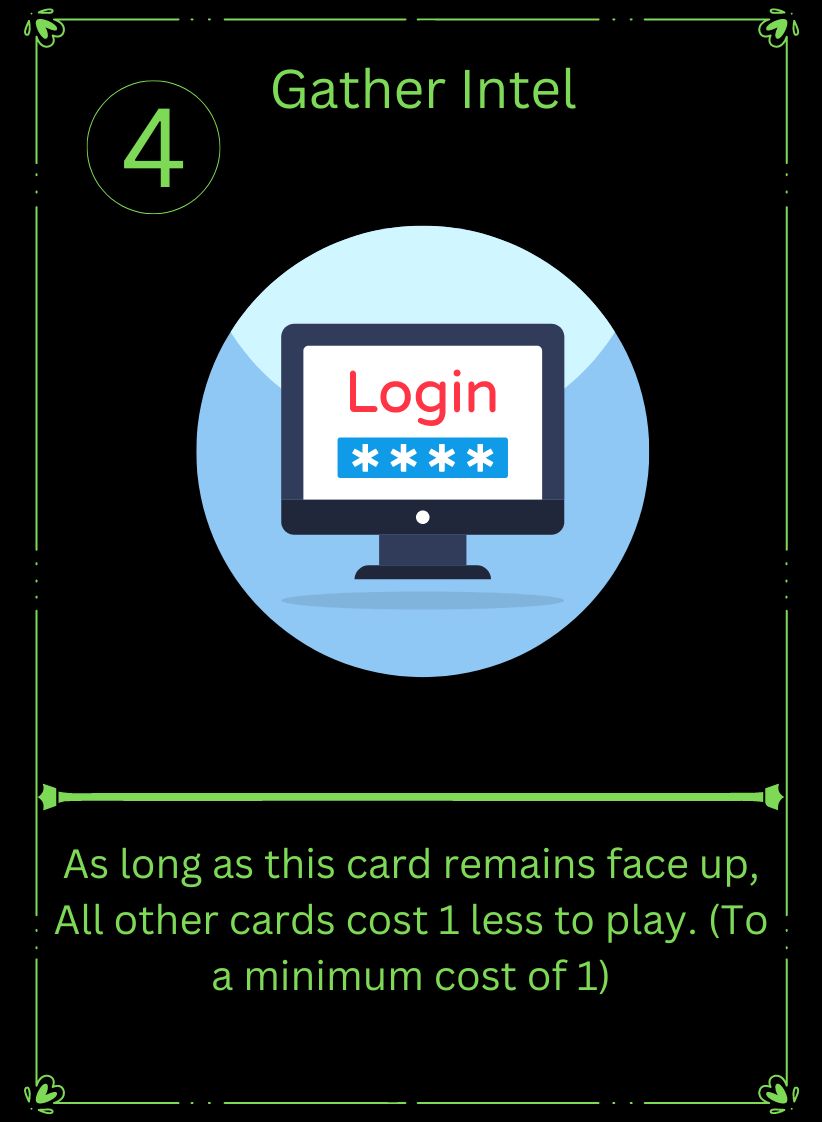 Gather Intel
4
Login
****
As long as this card remains face up,
All other cards cost 1 less to play. (To
a minimum cost of 1)